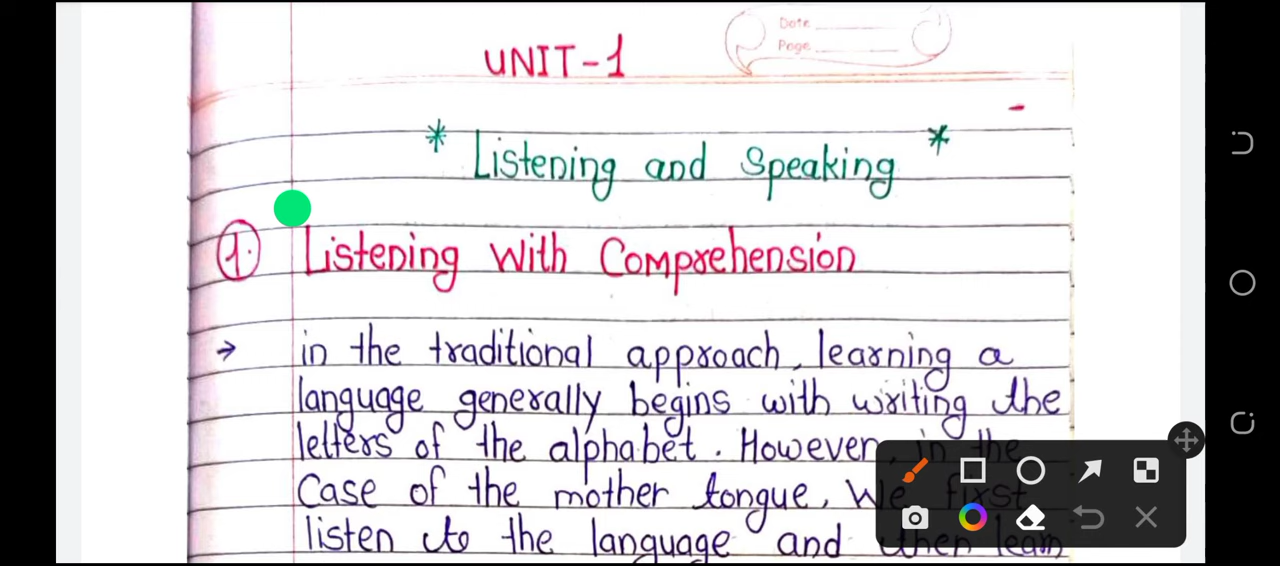 Date
Page
UNIT-1
* Listening and Speaking *
1. Listening With Comprehension
→ in the traditional approach, learning a
language generally begins with writing the
letters of the alphabet. However, in the
Case of the mother tongue, We first
listen to the language and then learn